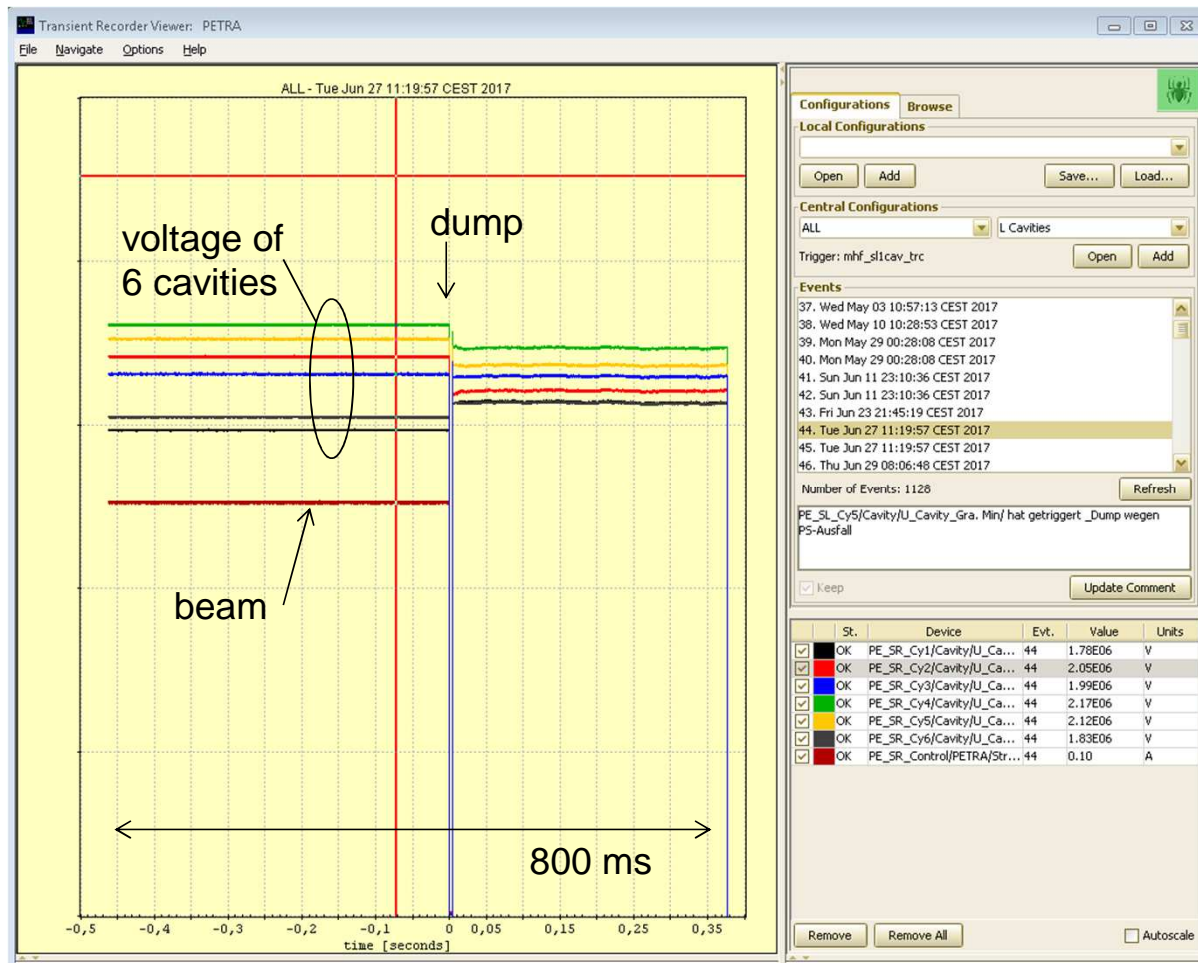 Transient Recorder Viewer: PETRA
File Navigate Options Help
ALL - Tue Jun 27 11:19:57 CEST 2017
voltage of
6 cavities
dump
beam
800 ms
-0,5 -0,4 -0,3 -0,2 -0,1 0 0,05 0,15 0,25 0,35
time [seconds]
Configurations Browse
Local Configurations
Open Add Save... Load...
Central Configurations
ALL L Cavities
Trigger: mhf_sl1cav_trc Open Add
Events
37. Wed May 03 10:57:13 CEST 2017
38. Wed May 10 10:28:53 CEST 2017
39. Mon May 29 00:28:08 CEST 2017
40. Mon May 29 00:28:08 CEST 2017
41. Sun Jun 11 23:10:36 CEST 2017
42. Sun Jun 11 23:10:36 CEST 2017
43. Fri Jun 23 21:45:19 CEST 2017
44. Tue Jun 27 11:19:57 CEST 2017
45. Tue Jun 27 11:19:57 CEST 2017
46. Thu Jun 29 08:06:48 CEST 2017
Number of Events: 1128 Refresh
PE_SL_Cy5/Cavity/U_Cavity_Gra. Min/ hat getriggert _Dump wegen
PS-Ausfall
Keep Update Comment
St. Device Evt. Value Units
OK PE_SR_Cy1/Cavity/U_Ca... 44 1.78E06 V
OK PE_SR_Cy2/Cavity/U_Ca... 44 2.05E06 V
OK PE_SR_Cy3/Cavity/U_Ca... 44 1.99E06 V
OK PE_SR_Cy4/Cavity/U_Ca... 44 2.17E06 V
OK PE_SR_Cy5/Cavity/U_Ca... 44 2.12E06 V
OK PE_SR_Cy6/Cavity/U_Ca... 44 1.83E06 V
OK PE_SR_Control/PETRA/Str... 44 0.10 A
Remove Remove All Autoscale